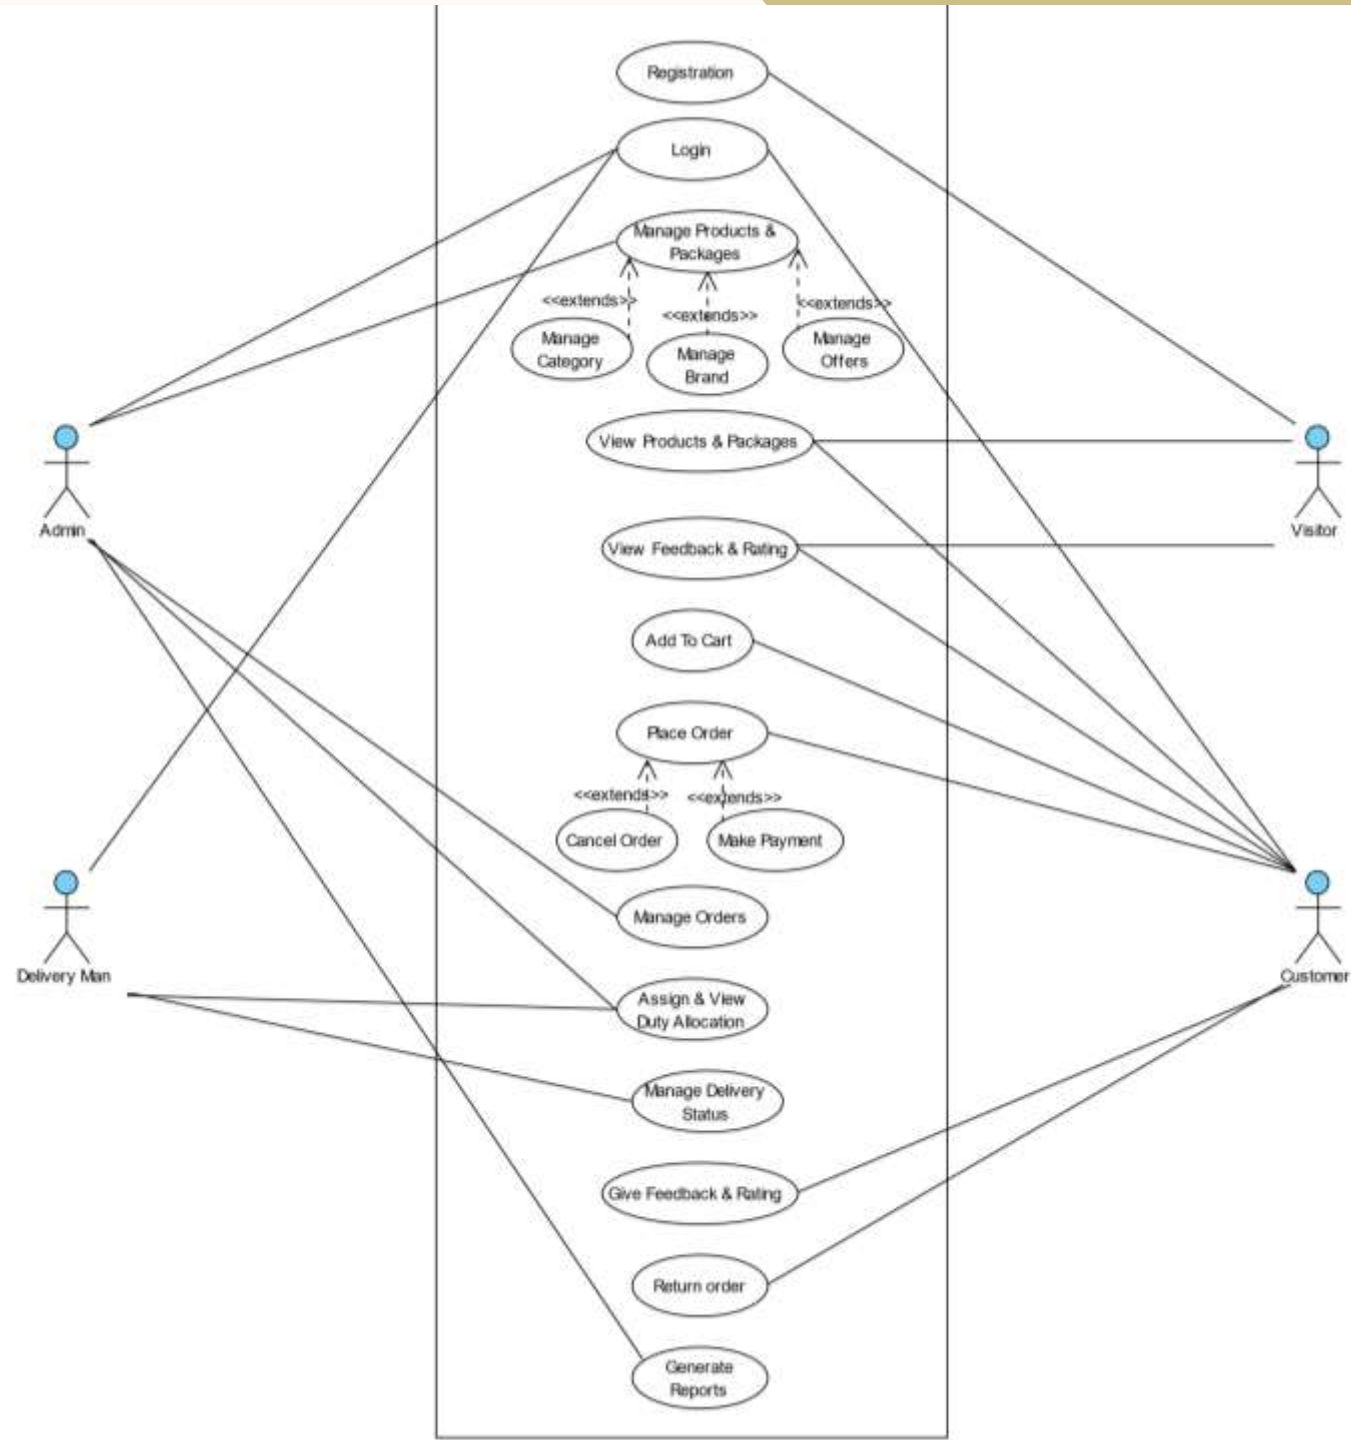 Registration
Login
Manage Products &
Packages
<<extends>>
<<extends>>
<<extends>>
Manage
Category
Manage
Brand
Manage
Offers
View Products & Packages
Admin
Visitor
View Feedback & Rating
Add To Cart
Place Order
<<extends>>
<<extends>>
Cancel Order
Make Payment
Manage Orders
Delivery Man
Customer
Assign & View
Duty Allocation
Manage Delivery
Status
Give Feedback & Rating
Return order
Generate
Reports